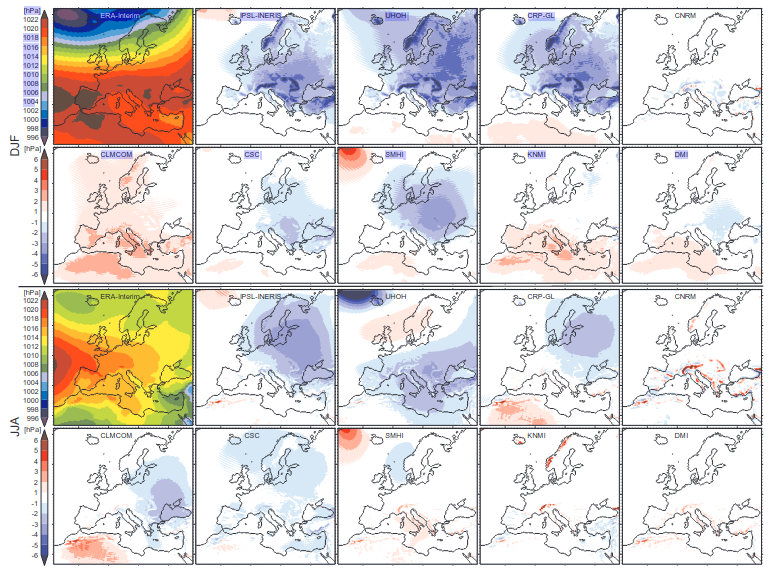 [hPa]
ERA-Interim
IPSL-INERIS
UHOH
CRP-GL
CNRM
1022
1020
1018
1016
1014
1012
1010
1008
1006
1004
1002
1000
998
996
DJF
[hPa]
CLMCOM
CSC
SMHI
KNMI
DMI
6
5
4
3
2
1
-1
-2
-3
-4
-5
-6
[hPa]
ERA-Interim
IPSL-INERIS
UHOH
CRP-GL
CNRM
1022
1020
1018
1016
1014
1012
1010
1008
1006
1004
1002
1000
998
996
JJA
[hPa]
CLMCOM
CSC
SMHI
KNMI
DMI
6
5
4
3
2
1
-1
-2
-3
-4
-5
-6